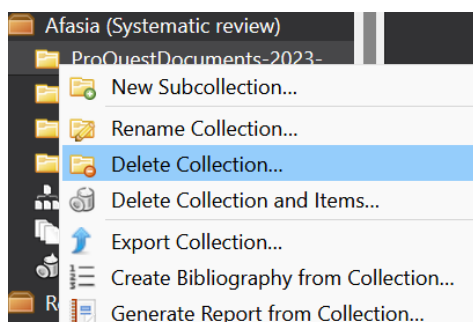 Afasia (Systematic review)
ProQuestDocuments-2023-
New Subcollection...
Rename Collection...
Delete Collection...
Delete Collection and Items...
Export Collection...
Create Bibliography from Collection...
Generate Report from Collection...